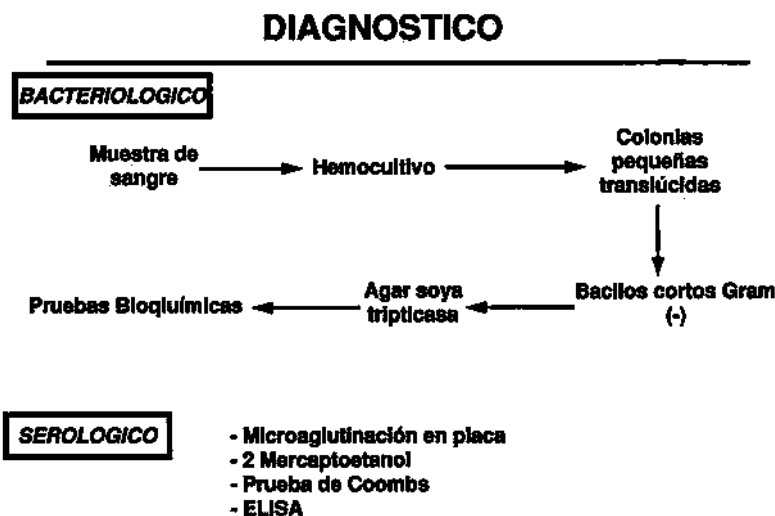 DIAGNOSTICO
BACTERIOLOGICO
Muestra de
sangre
Hemocultivo
Colonias
pequeñas
translúcidas
Bacilos cortos Gram
(-)
Agar soya
tripticasa
Pruebas Bioqluímicas
SEROLOGICO
- Microaglutinación en placa
- 2 Mercaptoetanol
- Prueba de Coombs
- ELISA